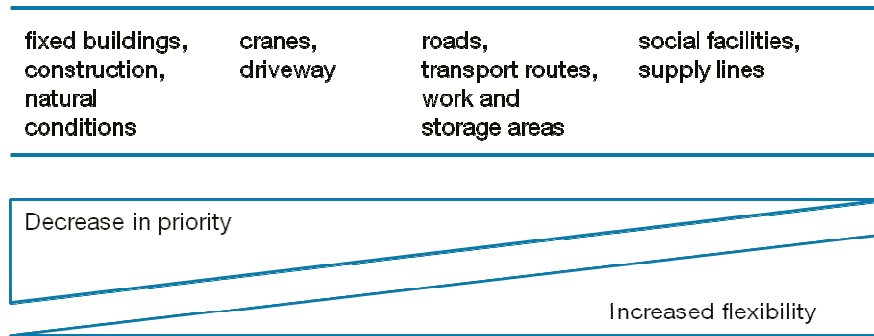 fixed buildings,
construction,
natural
conditions
cranes,
driveway
roads,
transport routes,
work and
storage areas
social facilities,
supply lines
Decrease in priority
Increased flexibility